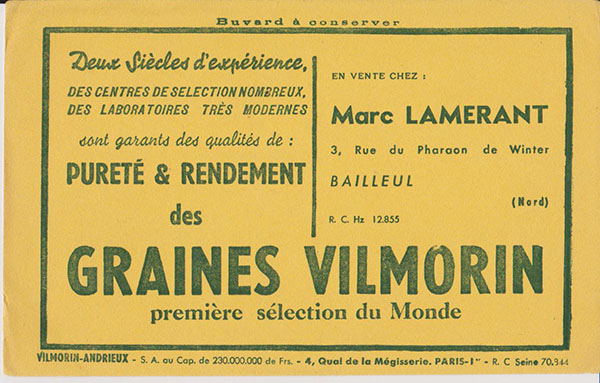 Buvard à conserver
Deux Siècles d'expérience,
DES CENTRES DE SELECTION NOMBREUX,
DES LABORATOIRES TRÈS MODERNES
sont garants des qualités de :
PURETÉ & RENDEMENT
des
EN VENTE CHEZ :
Marc LAMERANT
3, Rue du Pharaon de Winter
BAILLEUL
(Nord)
R. C. Hz 12.855
GRAINES VILMORIN
première sélection du Monde
VILMORIN-ANDRIEUX - S. A. au Cap. de 230.000.000 de Frs. - 4, Quai de la Mégisserie. PARIS-1er - R. C Seine 70.844